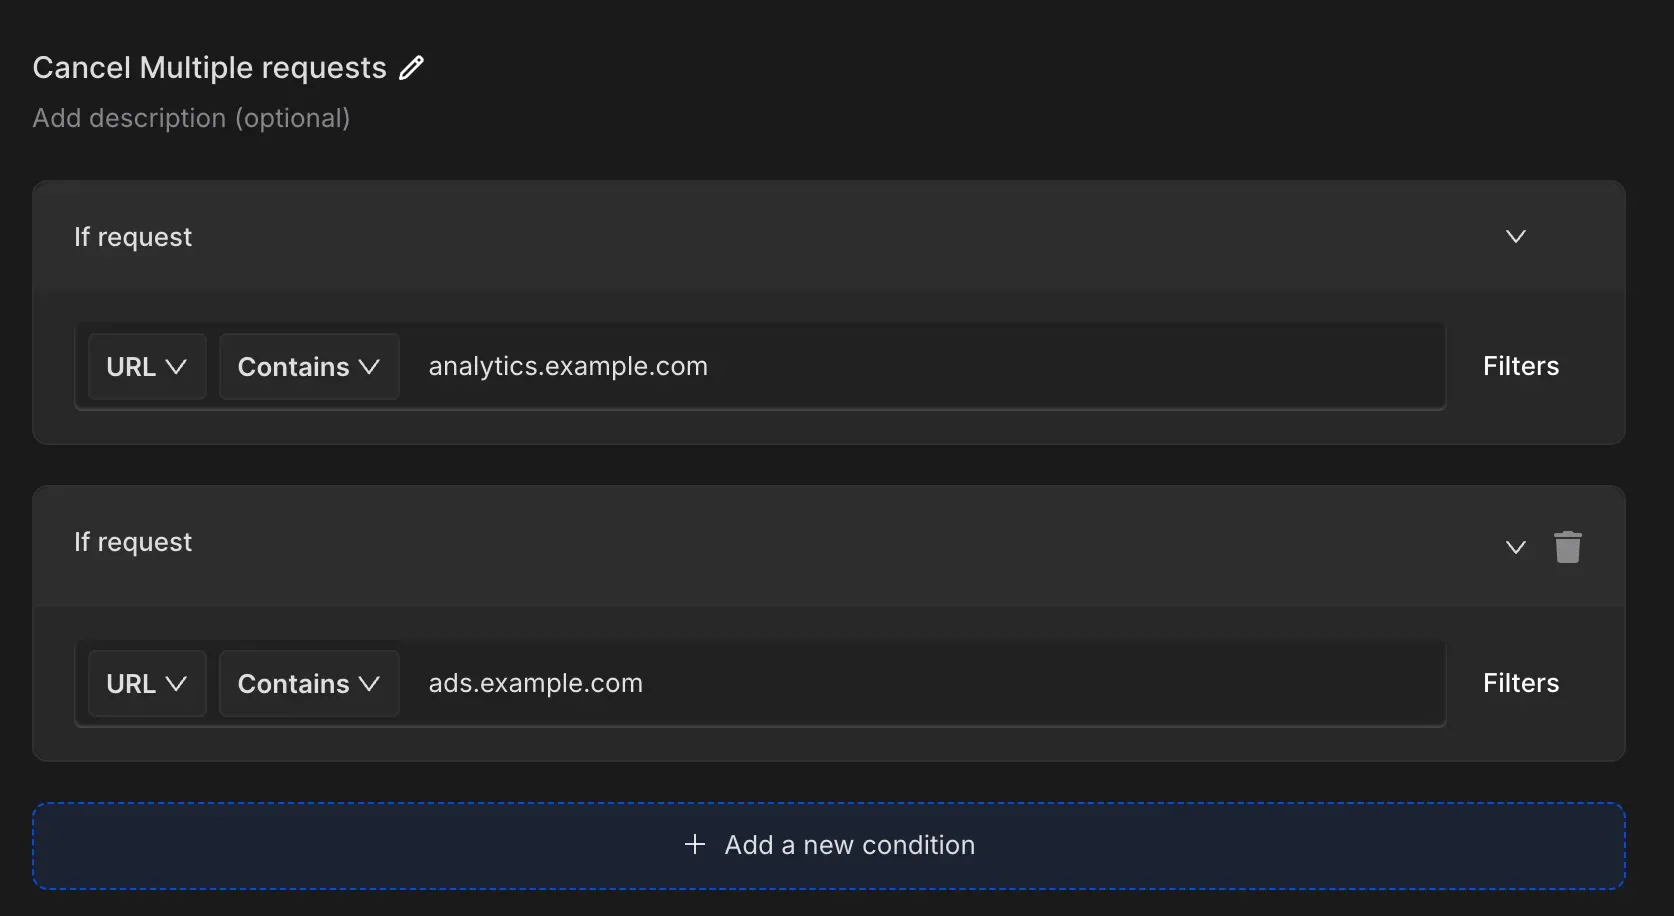 Cancel Multiple requests
Add description (optional)
If request
URL Contains analytics.example.com Filters
If request
URL Contains ads.example.com Filters
+ Add a new condition